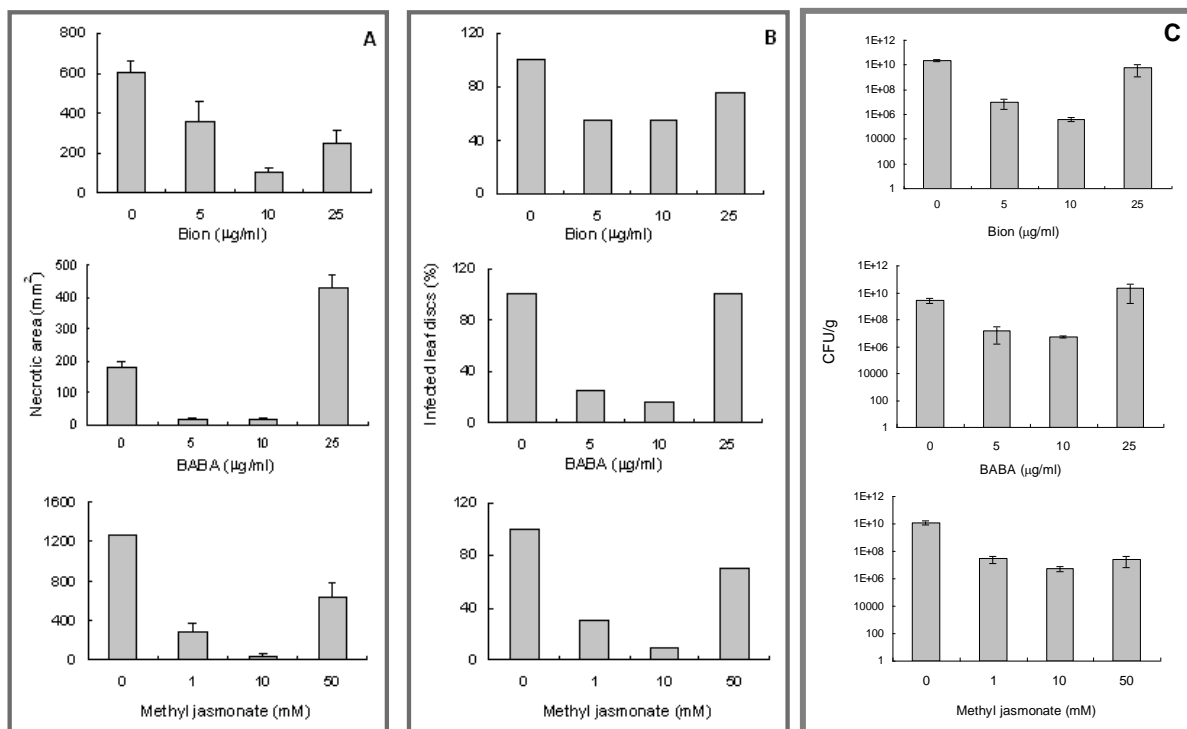 A
800
600
400
200
0
0 5 10 25
Bion (μg/ml)
Necrotic area (mm²)
500
400
300
200
100
0
0 5 10 25
BABA (μg/ml)
1600
1200
800
400
0
0 1 10 50
Methyl jasmonate (mM)
B
120
80
40
0
0 5 10 25
Bion (μg/ml)
Infected leaf discs (%)
120
80
40
0
0 5 10 25
BABA (μg/ml)
120
80
40
0
0 1 10 50
Methyl jasmonate (mM)
C
1E+12
1E+10
1E+08
1E+06
10000
100
1
0 5 10 25
Bion (μg/ml)
CFU/g
1E+12
1E+10
1E+08
1E+06
10000
100
1
0 5 10 25
BABA (μg/ml)
1E+12
1E+10
1E+08
1E+06
10000
100
1
0 1 10 50
Methyl jasmonate (mM)